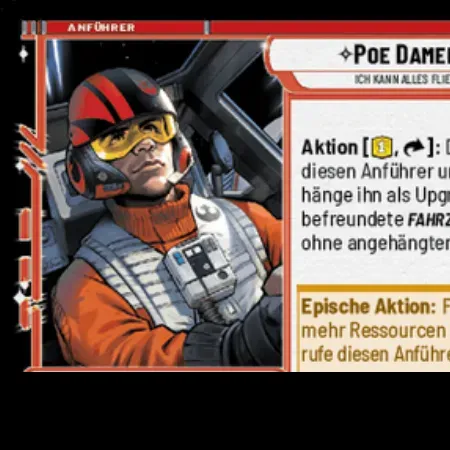 ANFÜHRER
POE DAME
ICH KANN ALLES FLIE
Aktion [1, ]:
diesen Anführer u
hänge ihn als Upg
befreundete FAHRZ
ohne angehängte
Epische Aktion: F
mehr Ressourcen
rufe diesen Anführe